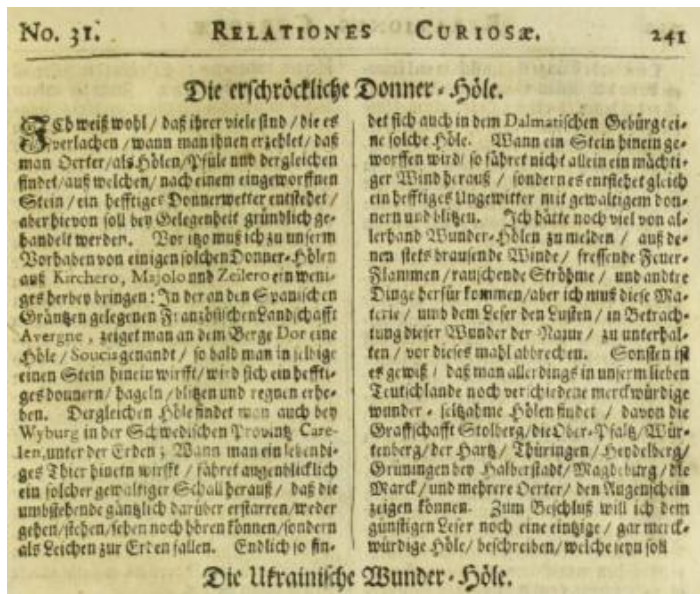 No. 31.
RELATIONES CURIOSÆ.
241
Die erschröckliche Donner-Höle.
ICh weiß wohl / daß ihrer viele sind / die es
verlachen / wann man ihnen erzehlet / daß
man Oerter / als Hölen / Pfüle und dergleichen
findet / auß welchen / nach einem eingeworffnen
Stein / ein hefftiges Donnerwetter entstehet /
aber hievon soll bey Gelegenheit gründlich ge-
handelt werden. Vor itzo muß ich zu unserm
Vorhaben von einigen solchen Donner-Hölen
auß Kirchero, Majolo und Zeilero ein weni-
ges herbey bringen: In der an den Spanischen
Gräntzen gelegenen Frantzösischen Landschafft
Avergne, zeiget man an dem Berge Dor eine
Höle / Soucis genandt / so bald man in selbige
einen Stein hinein wirfft / wird sich ein heffti-
ges donnern / hageln / blitzen und regnen erhe-
ben. Dergleichen Höle findet man auch bey
Wyburg in der Schwedischen Provintz Care-
len, unter der Erden; Wann man ein lebendi-
ges Thier hinein wirfft / fähret augenblicklich
ein solcher gewaltiger Schall herauß / daß die
umbstehende gäntzlich darüber erstarren / weder
gehen / stehen / sehen noch hören können / sondern
als Leichen zur Erden fallen. Endlich so fin-
det sich auch in dem Dalmatischen Gebürge ei-
ne solche Höle. Wann ein Stein hinein ge-
worffen wird / so fähret nicht allein ein mächti-
ger Wind herauß / sondern es entstehet gleich
ein hefftiges Ungewitter mit gewaltigem don-
nern und blitzen. Ich hätte noch viel von al-
lerhand Wunder-Hölen zu melden / auß de-
nen stets brausende Winde / fressende Feuer-
Flammen / rauschende Ströhme / und andre
Dinge herfür kommen / aber ich muß diese Ma-
terie / umb dem Leser den Lusten / in Betrach-
tung dieser Wunder der Nazur / zu unterhal-
ten / vor dieses mahl abbrechen. Sonsten ist
es gewiß / daß man allerdings in unserm lieben
Teutschlande noch verschiedene merckwürdige
wunder-seltzahme Hölen findet / davon die
Graffschafft Stolberg / die Ober-Pfaltz / Wür-
tenberg / der Hartz / Thüringen / Heydelberg /
Grüningen bey Halberstadt / Magdeburg / die
Marck / und mehrere Oerter / den Augenschein
zeigen können. Zum Beschluß will ich dem
günstigen Leser noch eine eintzige / gar merck-
würdige Höle / beschreiben / welche seyn soll
Die Ukrainische Wunder-Höle.